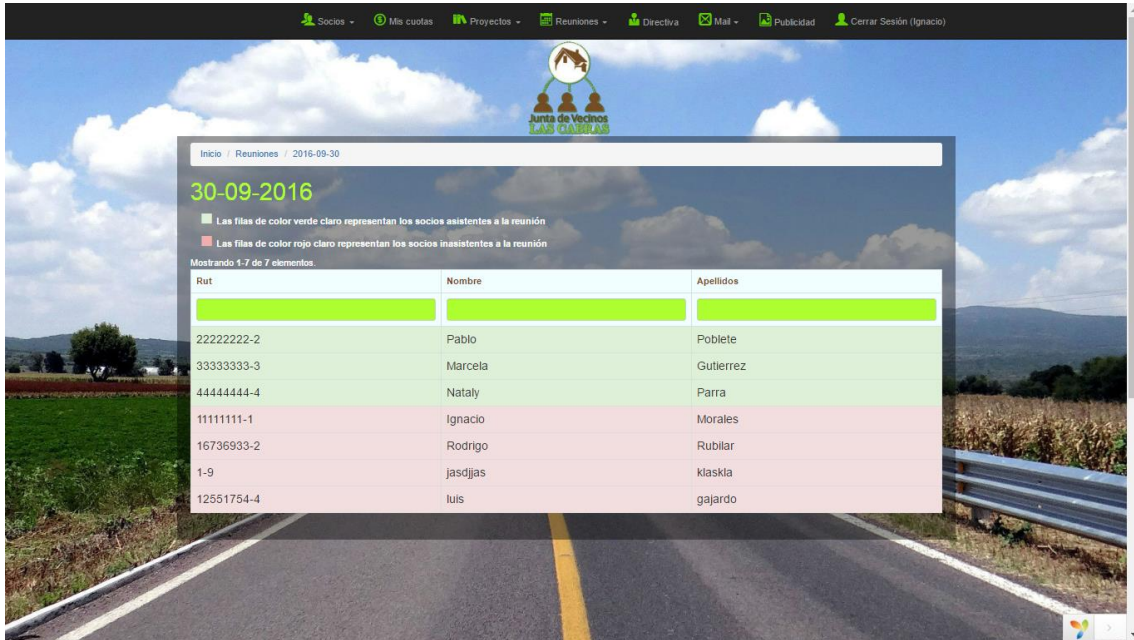 Socios Mis cuotas Proyectos Reuniones Directiva Mail Publicidad Cerrar Sesión (Ignacio)
Junta de Vecinos
LAS CABRAS
Inicio / Reuniones / 2016-09-30
30-09-2016
Las filas de color verde claro representan los socios asistentes a la reunión
Las filas de color rojo claro representan los socios inasistentes a la reunión
Mostrando 1-7 de 7 elementos.
Rut Nombre Apellidos
22222222-2 Pablo Poblete
33333333-3 Marcela Gutierrez
44444444-4 Nataly Parra
11111111-1 Ignacio Morales
16736933-2 Rodrigo Rubilar
1-9 jasdjjas klaskla
12551754-4 luis gajardo